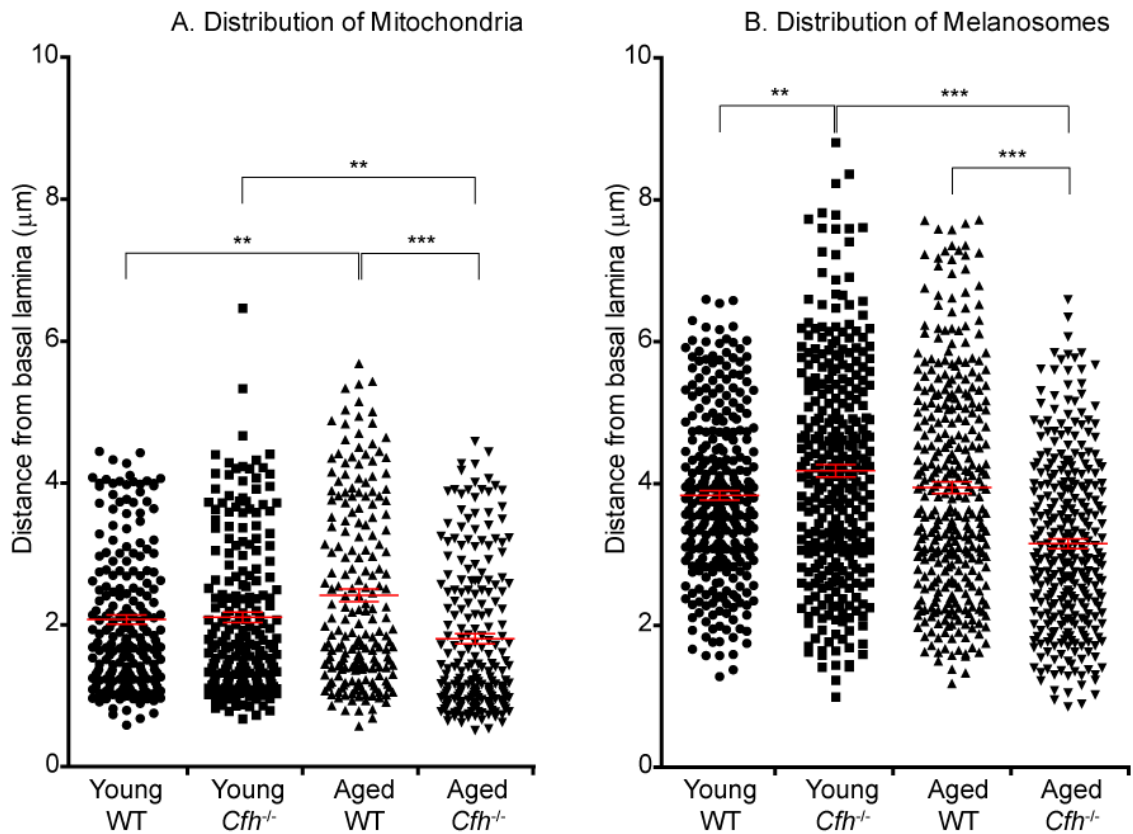 A. Distribution of Mitochondria
Distance from basal lamina (μm)
10
8
6
4
2
0
**
**
***
Young WT
Young Cfh-/-
Aged WT
Aged Cfh-/-
B. Distribution of Melanosomes
Distance from basal lamina (μm)
10
8
6
4
2
0
**
***
***
Young WT
Young Cfh-/-
Aged WT
Aged Cfh-/-